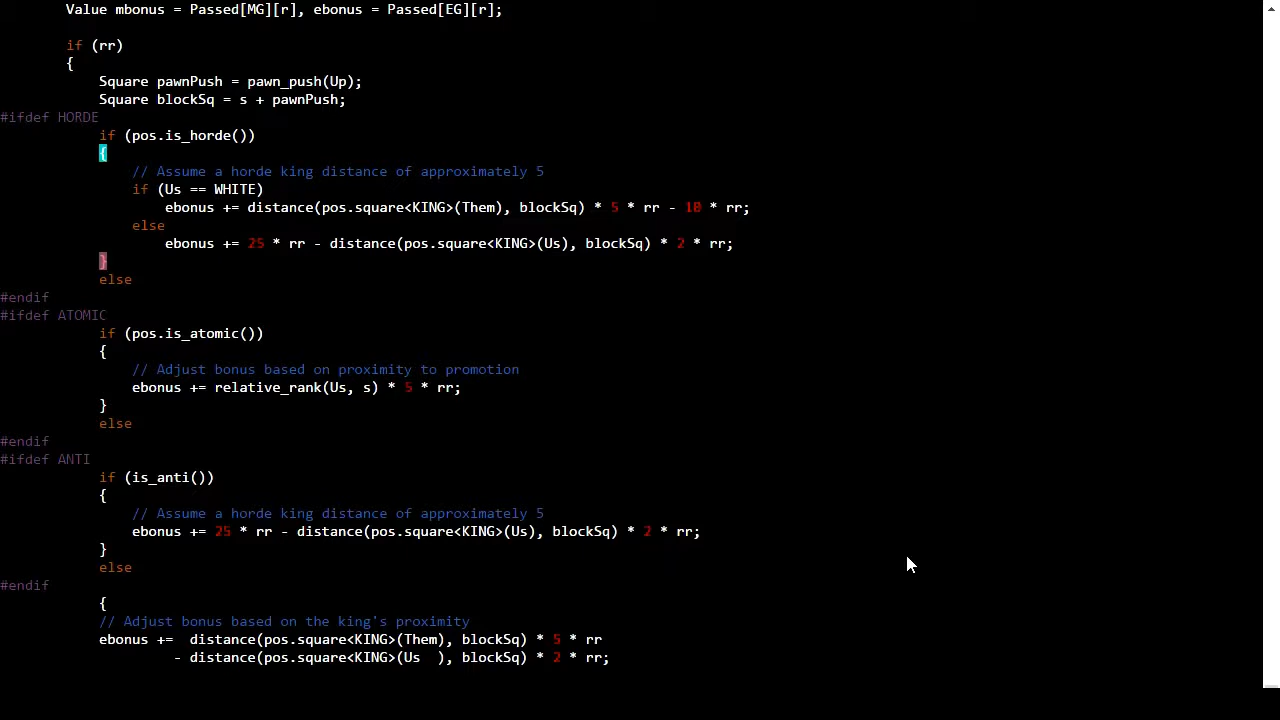 Value mbonus = Passed[MG][r], ebonus = Passed[EG][r];
if (rr)
{
Square pawnPush = pawn_push(Up);
Square blockSq = s + pawnPush;
#ifdef HORDE
if (pos.is_horde())
{
// Assume a horde king distance of approximately 5
if (Us == WHITE)
ebonus += distance(pos.square<KING>(Them), blockSq) * 5 * rr - 10 * rr;
else
ebonus += 25 * rr - distance(pos.square<KING>(Us), blockSq) * 2 * rr;
}
else
#endif
#ifdef ATOMIC
if (pos.is_atomic())
{
// Adjust bonus based on proximity to promotion
ebonus += relative_rank(Us, s) * 5 * rr;
}
else
#endif
#ifdef ANTI
if (is_anti())
{
// Assume a horde king distance of approximately 5
ebonus += 25 * rr - distance(pos.square<KING>(Us), blockSq) * 2 * rr;
}
else
#endif
{
// Adjust bonus based on the king's proximity
ebonus +=  distance(pos.square<KING>(Them), blockSq) * 5 * rr
- distance(pos.square<KING>(Us  ), blockSq) * 2 * rr;